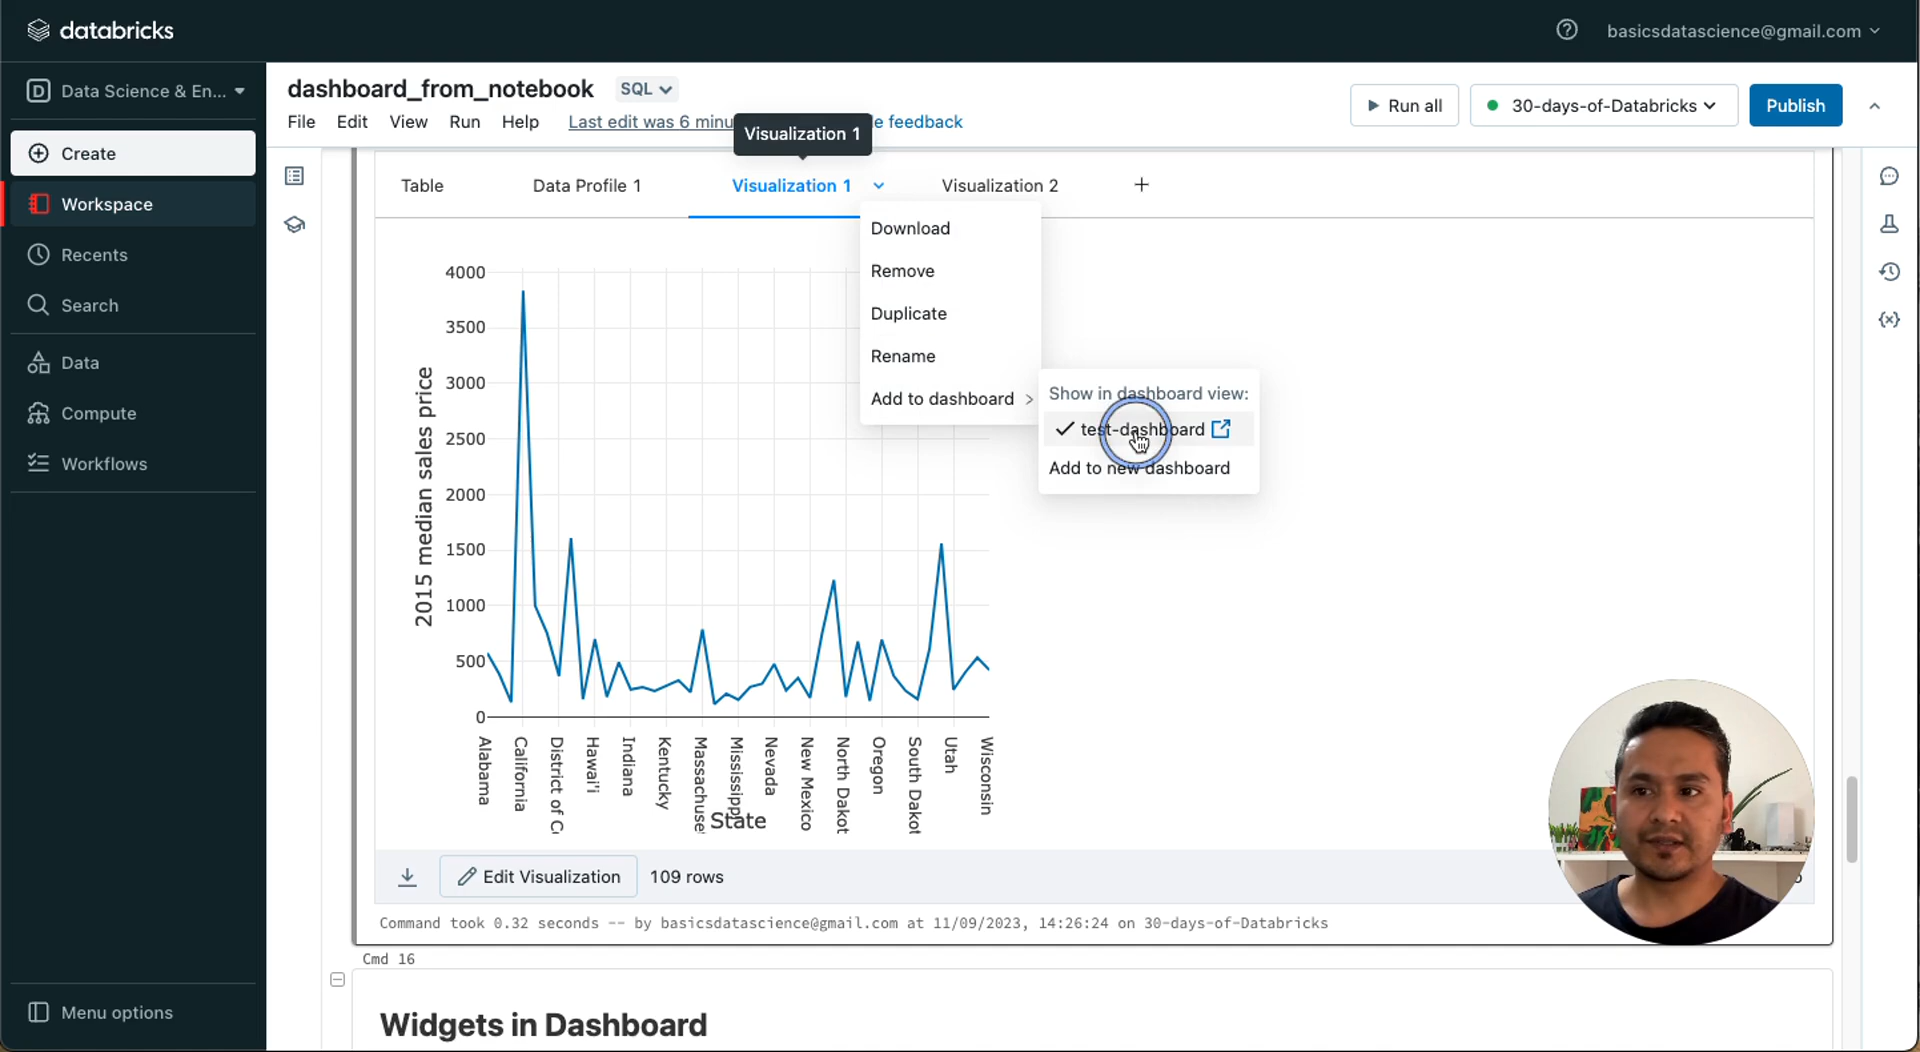 databricks
basicsdatascience@gmail.com
Data Science & En...
Create
Workspace
Recents
Search
Data
Compute
Workflows
Menu options
dashboard_from_notebook
SQL
File Edit View Run Help
Last edit was 6 minu
e feedback
Visualization 1
Run all
30-days-of-Databricks
Publish
Table
Data Profile 1
Visualization 1
Visualization 2
+
Download
Remove
Duplicate
Rename
Add to dashboard
Show in dashboard view:
test-dashboard
Add to new dashboard
2015 median sales price
4000
3500
3000
2500
2000
1500
1000
500
0
Alabama
California
District of Co
Hawai'i
Indiana
Kentucky
Massachuse
Mississipp
Nevada
New Mexico
North Dakot
Oregon
South Dakot
Utah
Wisconsin
State
Edit Visualization
109 rows
Command took 0.32 seconds -- by basicsdatascience@gmail.com at 11/09/2023, 14:26:24 on 30-days-of-Databricks
Cmd 16
Widgets in Dashboard